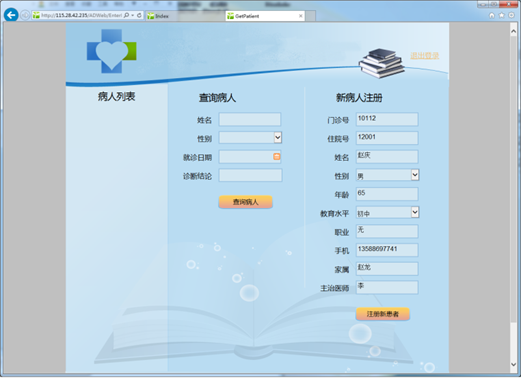 http://115.28.42.235/ADWeb/Enter/
Index
GetPatient
退出登录
病人列表
查询病人
姓名
性别
就诊日期
诊断结论
查询病人
新病人注册
门诊号 10112
住院号 12001
姓名 赵庆
性别 男
年龄 65
教育水平 初中
职业 无
手机 13588697741
家属 赵龙
主治医师 李
注册新患者